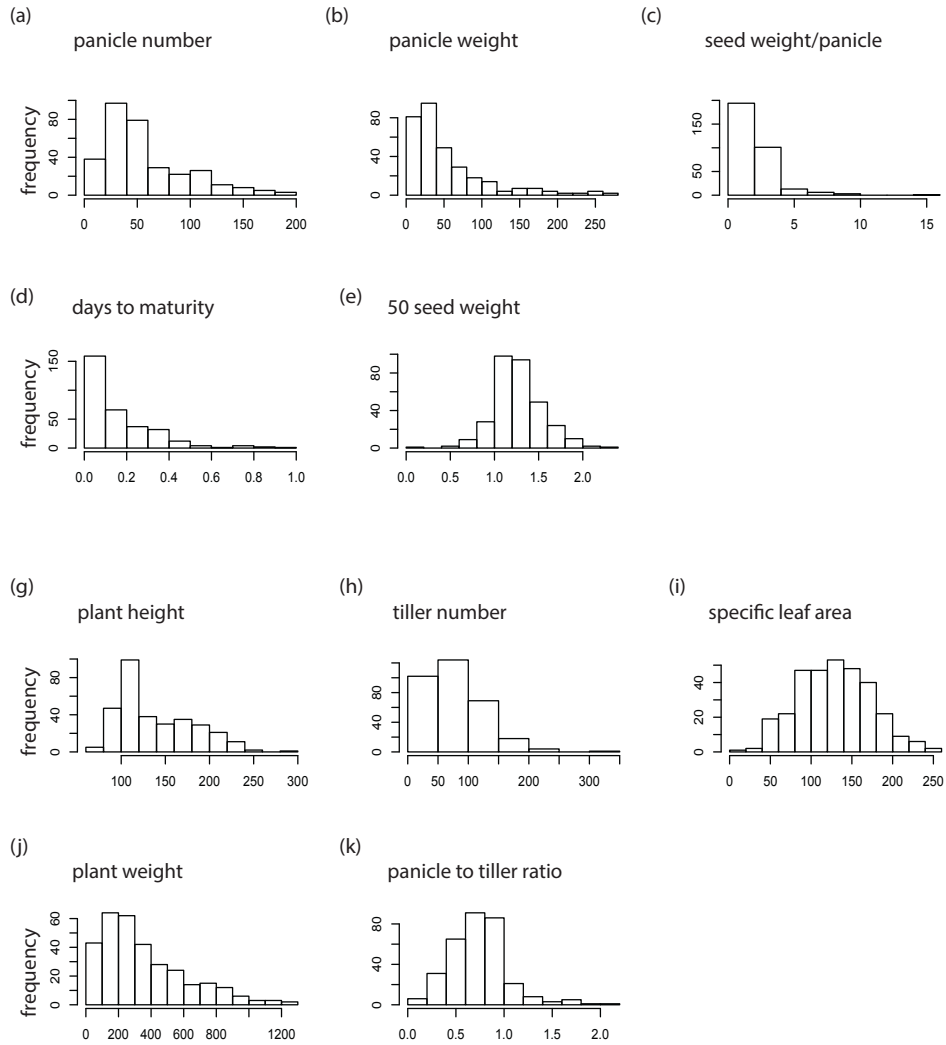 (a) (b) (c)
panicle number panicle weight seed weight/panicle
frequency
0 40 80
0 50 100 150 200
0 40 80
0 50 100 150 200 250
0 50 150
0 5 10 15
(d) (e)
days to maturity 50 seed weight
frequency
0 50 150
0.0 0.2 0.4 0.6 0.8 1.0
0 40 80
0.0 0.5 1.0 1.5 2.0
(g) (h) (i)
plant height tiller number specific leaf area
frequency
0 40 80
100 150 200 250 300
0 40 80
0 50 100 200 300
0 20 40
0 50 100 150 200 250
(j) (k)
plant weight panicle to tiller ratio
frequency
0 20 40 60
0 200 400 600 800 1200
0 40 80
0.0 0.5 1.0 1.5 2.0